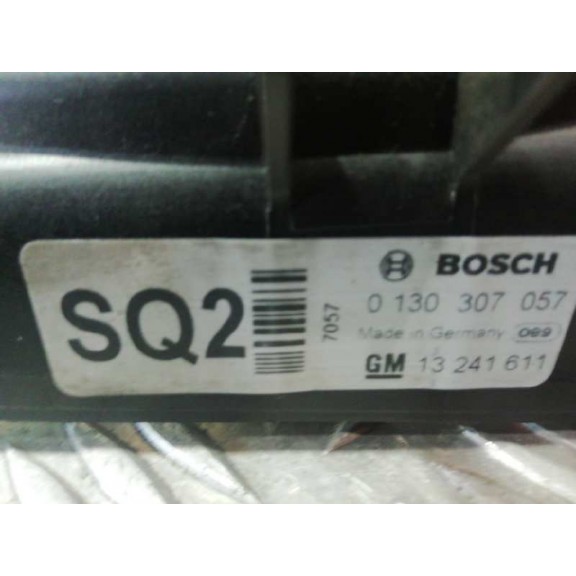 SQ2
7057
BOSCH
0 130 307 057
Made in Germany 089
GM 13 241 611